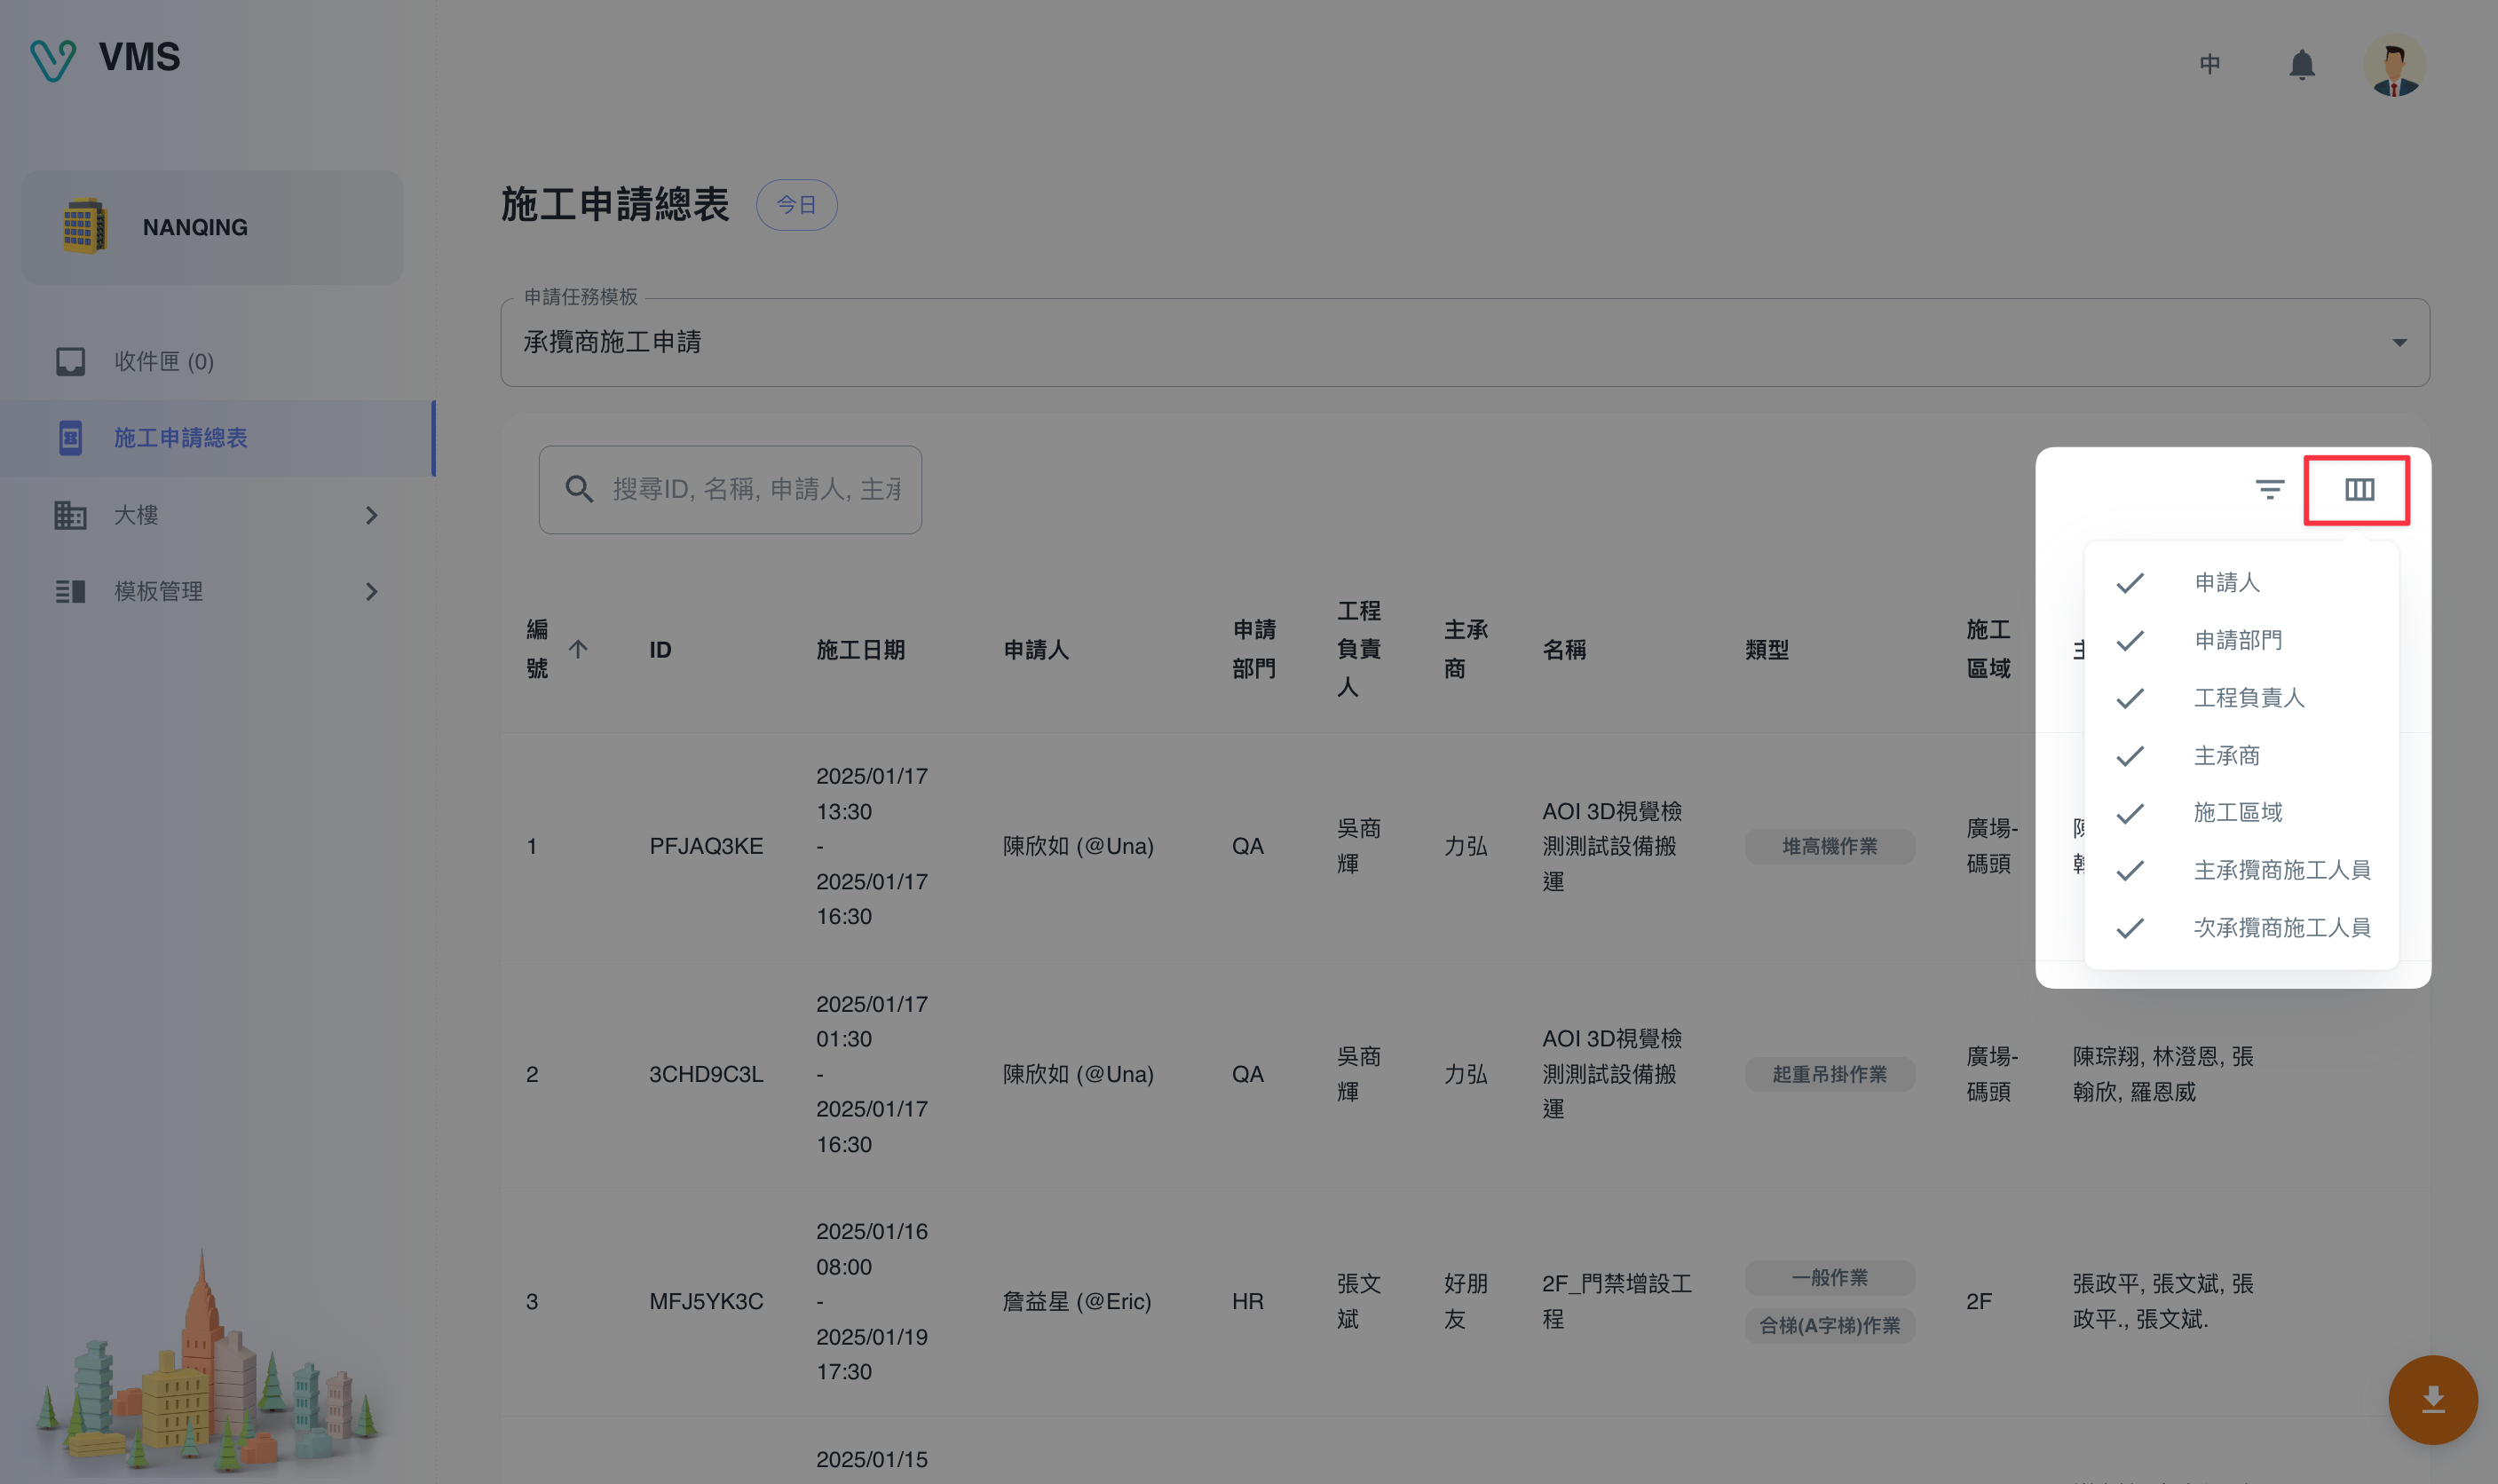 VMS
中
NANQING
收件匣 (0)
施工申請總表
大樓
模板管理
施工申請總表
今日
申請任務模板
承攬商施工申請
搜尋ID, 名稱, 申請人, 主承
申請人
申請部門
工程負責人
主承商
施工區域
主承攬商施工人員
次承攬商施工人員
編
號
ID
施工日期
申請人
申請
部門
工程
負責
人
主承
商
名稱
類型
施工
區域
1
PFJAQ3KE
2025/01/17
13:30
-
2025/01/17
16:30
陳欣如 (@Una)
QA
吳商
輝
力弘
AOI 3D視覺檢
測測試設備搬
運
堆高機作業
廣場-
碼頭
2
3CHD9C3L
2025/01/17
01:30
-
2025/01/17
16:30
陳欣如 (@Una)
QA
吳商
輝
力弘
AOI 3D視覺檢
測測試設備搬
運
起重吊掛作業
廣場-
碼頭
陳琮翔, 林澄恩, 張
翰欣, 羅恩威
3
MFJ5YK3C
2025/01/16
08:00
-
2025/01/19
17:30
詹益星 (@Eric)
HR
張文
斌
好朋
友
2F_門禁增設工
程
一般作業
合梯(A字梯)作業
2F
張政平, 張文斌, 張
政平., 張文斌.
2025/01/15